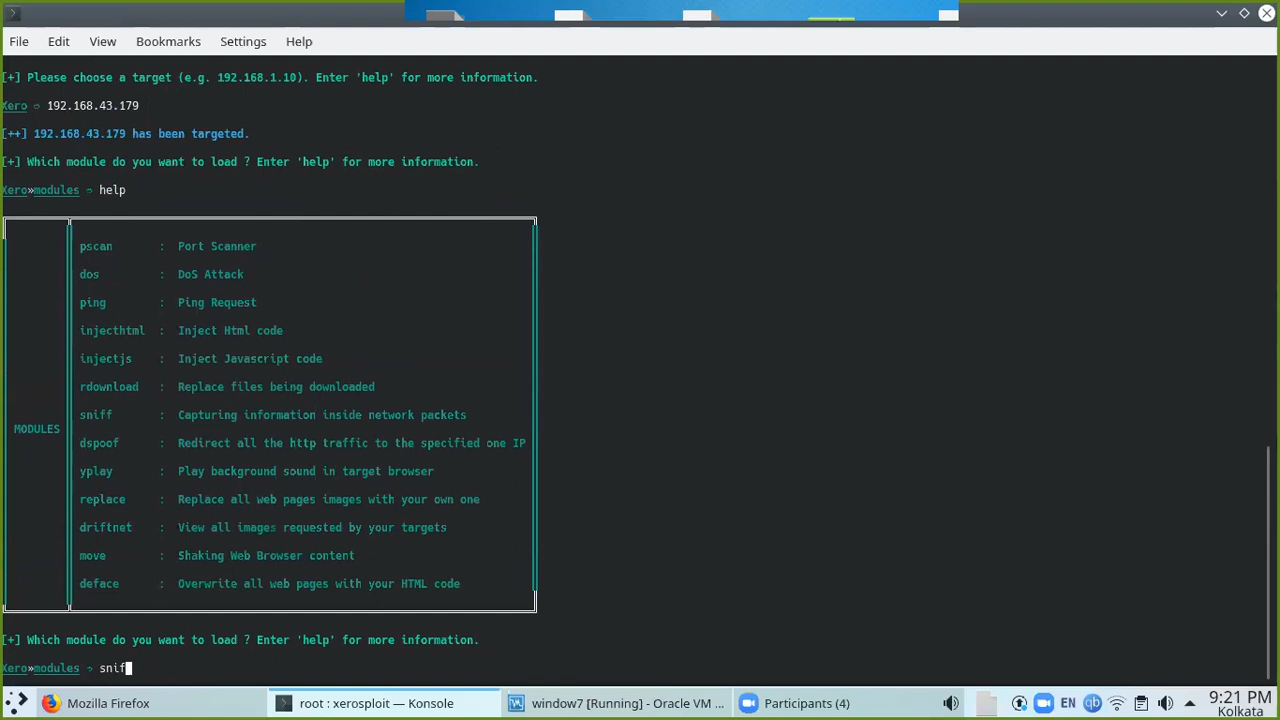 File Edit View Bookmarks Settings Help
[+] Please choose a target (e.g. 192.168.1.10). Enter 'help' for more information.
Xero ➮ 192.168.43.179
[++] 192.168.43.179 has been targeted.
[+] Which module do you want to load ? Enter 'help' for more information.
Xero»modules ➮ help
pscan : Port Scanner
dos : DoS Attack
ping : Ping Request
injecthtml : Inject Html code
injectjs : Inject Javascript code
rdownload : Replace files being downloaded
sniff : Capturing information inside network packets
MODULES
dspoof : Redirect all the http traffic to the specified one IP
yplay : Play background sound in target browser
replace : Replace all web pages images with your own one
driftnet : View all images requested by your targets
move : Shaking Web Browser content
deface : Overwrite all web pages with your HTML code
[+] Which module do you want to load ? Enter 'help' for more information.
Xero»modules ➮ snif
Mozilla Firefox
root : xerosploit — Konsole
window7 [Running] - Oracle VM ...
Participants (4)
EN
qb
9:21 PM
Kolkata